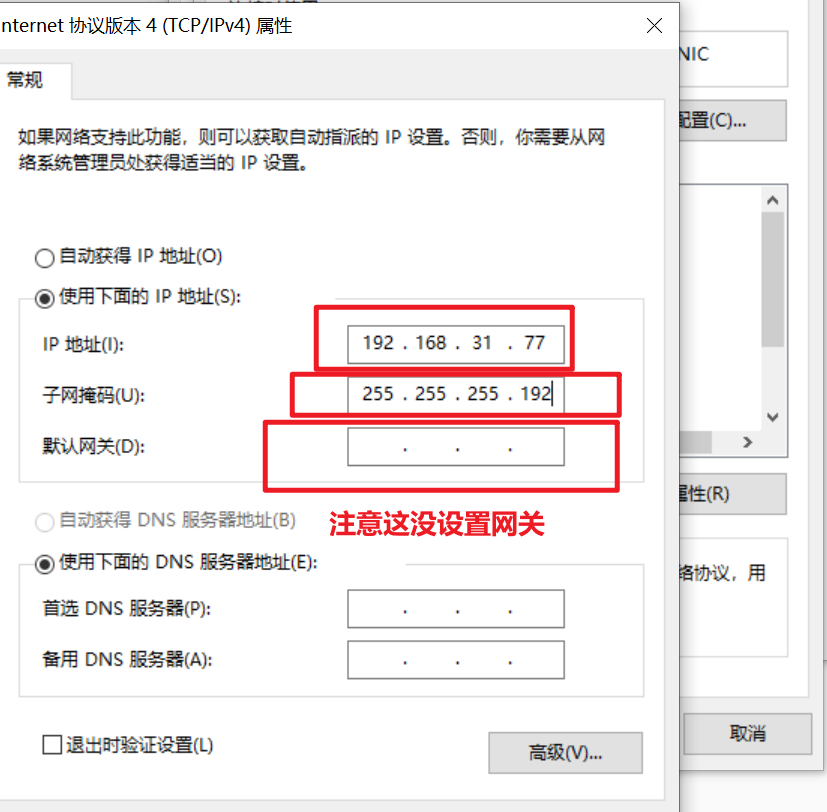 nternet 协议版本 4 (TCP/IPv4) 属性
NIC
常规
配置(C)...
如果网络支持此功能，则可以获取自动指派的 IP 设置。否则，你需要从网
络系统管理员处获得适当的 IP 设置。
自动获得 IP 地址(O)
使用下面的 IP 地址(S):
IP 地址(I):
192 . 168 . 31 . 77
子网掩码(U):
255 . 255 . 255 . 192
默认网关(D):
. . .
属性(R)
自动获得 DNS 服务器地址(B)
注意这没设置网关
使用下面的 DNS 服务器地址(E):
络协议，用
首选 DNS 服务器(P):
. . .
备用 DNS 服务器(A):
. . .
退出时验证设置(L)
高级(V)...
取消